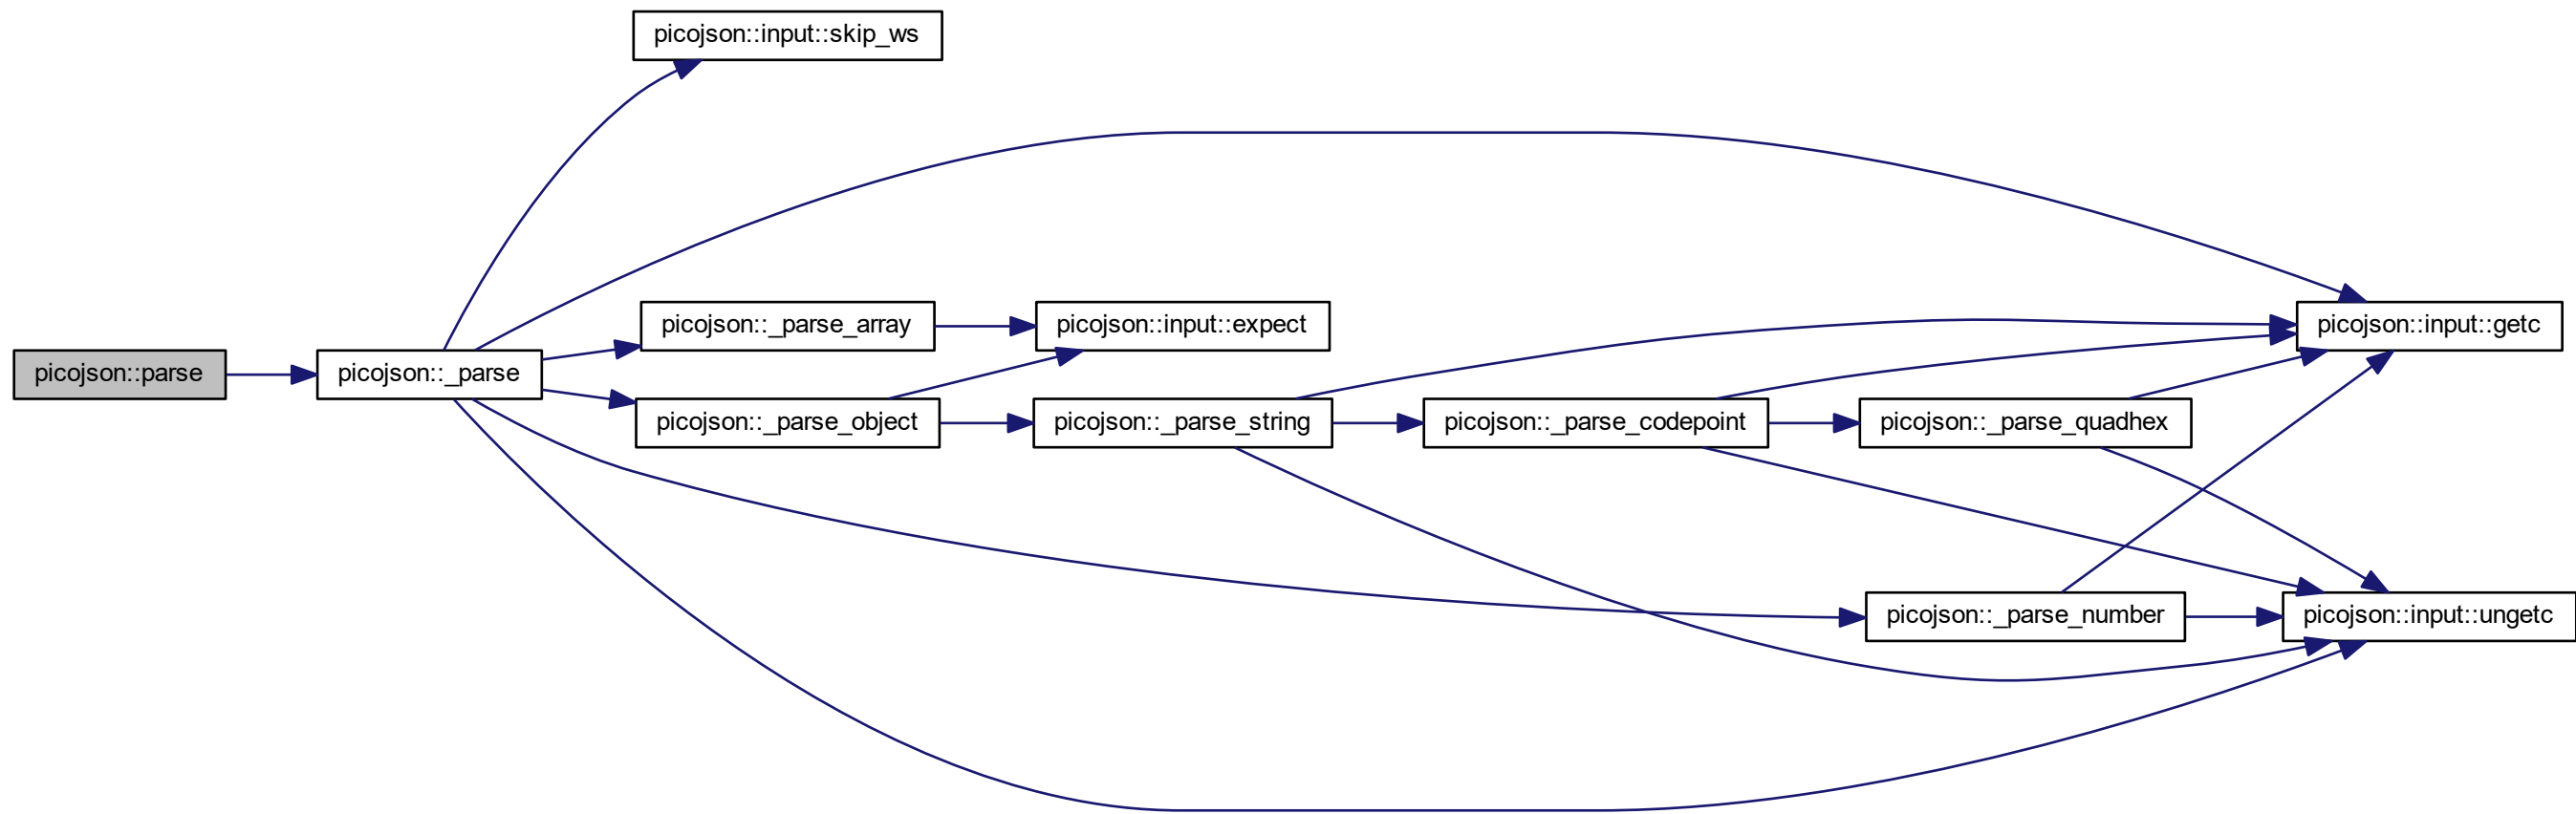 picojson::input::skip_ws
picojson::_parse_array
picojson::input::expect
picojson::input::getc
picojson::parse
picojson::_parse
picojson::_parse_object
picojson::_parse_string
picojson::_parse_codepoint
picojson::_parse_quadhex
picojson::_parse_number
picojson::input::ungetc